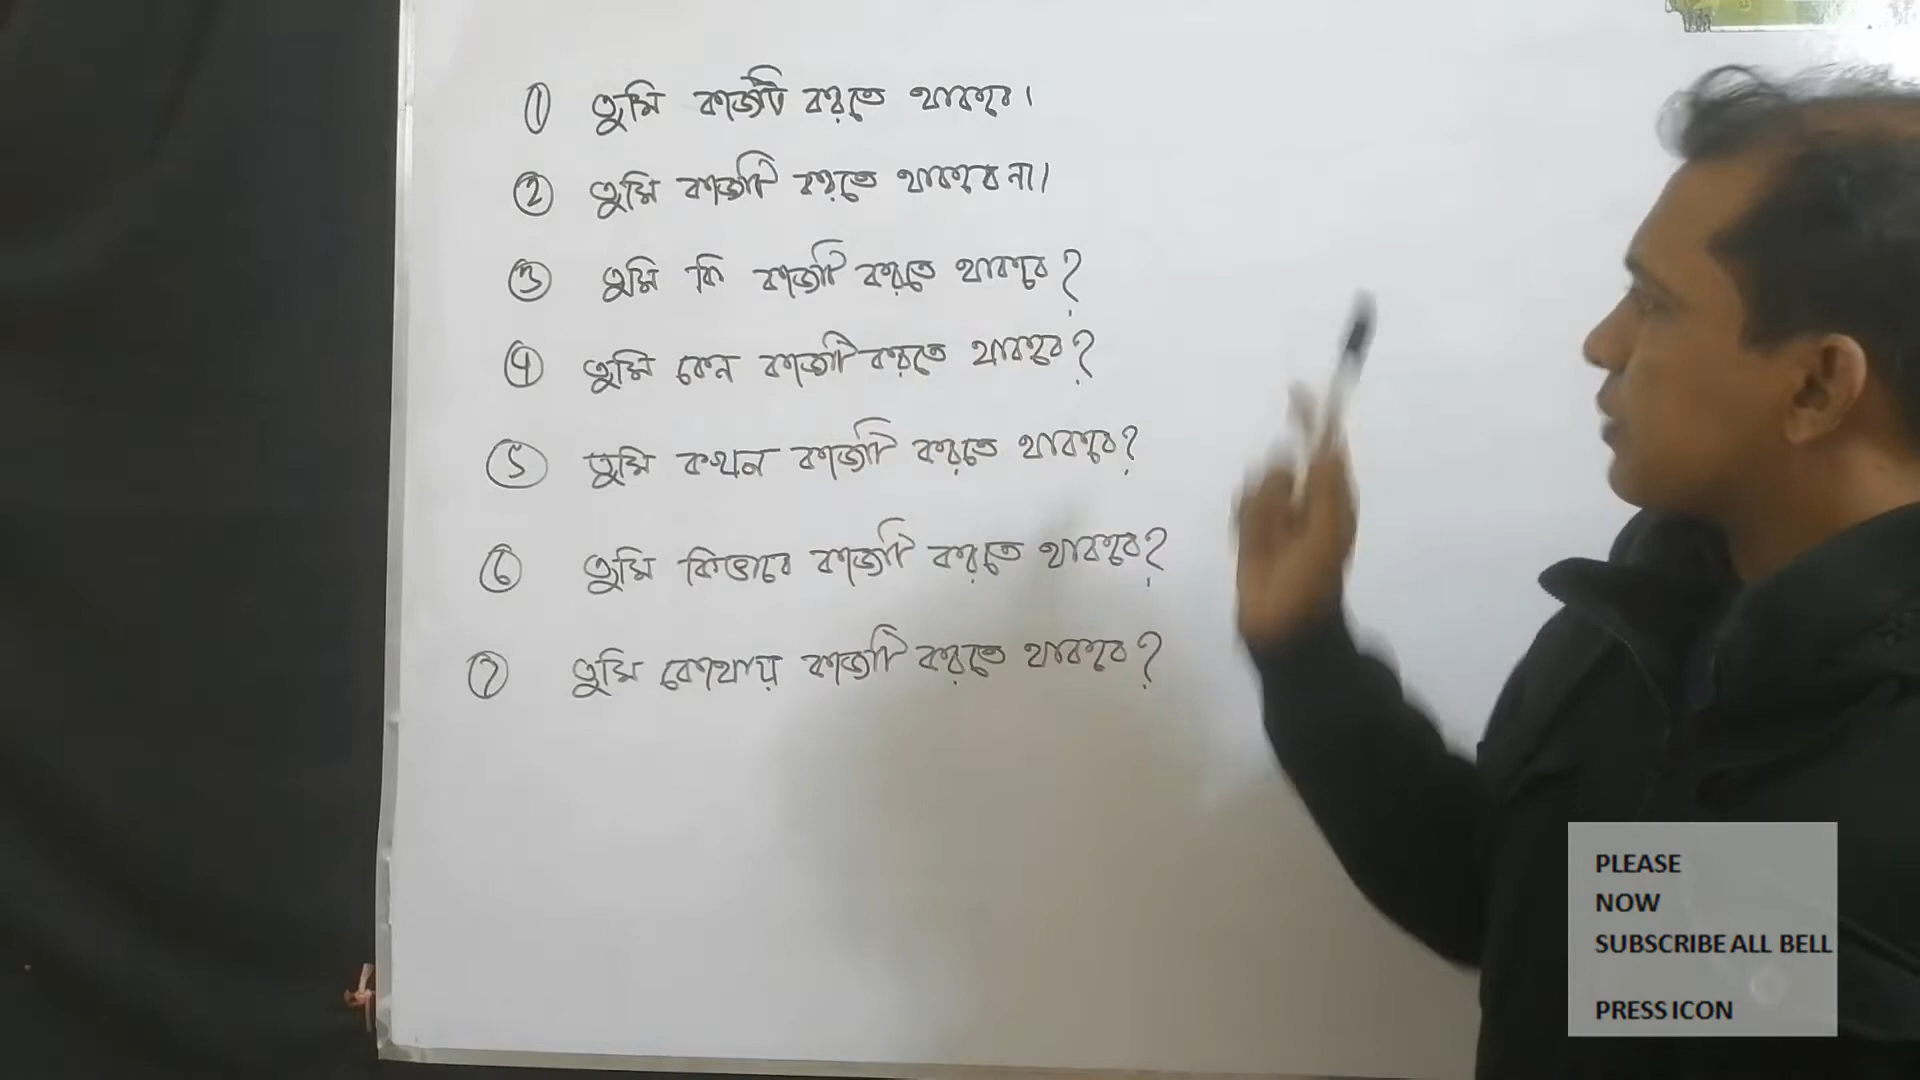 ① তুমি কাজটি করতে থাকবে।
② তুমি কাজটি করতে থাকবে না।
③ তুমি কি কাজটি করতে থাকবে?
④ তুমি কেন কাজটি করতে থাকবে?
⑤ তুমি কখন কাজটি করতে থাকবে?
⑥ তুমি কিভাবে কাজটি করতে থাকবে?
⑦ তুমি কোথায় কাজটি করতে থাকবে?
PLEASE
NOW
SUBSCRIBE ALL BELL
PRESS ICON